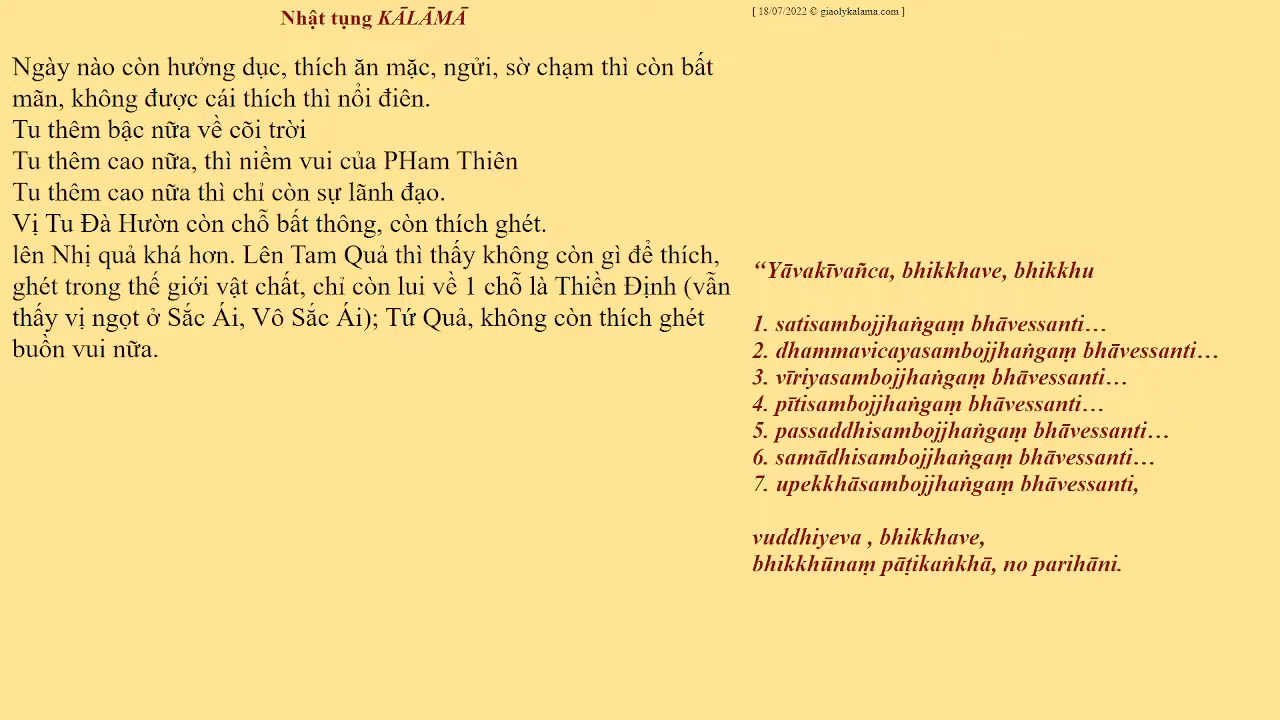 Nhật tụng KĀLĀMĀ
[ 18/07/2022 © giaolykalama.com ]
Ngày nào còn hưởng dục, thích ăn mặc, ngửi, sờ chạm thì còn bất
mãn, không được cái thích thì nổi điên.
Tu thêm bậc nữa về cõi trời
Tu thêm cao nữa, thì niềm vui của PHam Thiên
Tu thêm cao nữa thì chỉ còn sự lãnh đạo.
Vị Tu Đà Hườn còn chỗ bất thông, còn thích ghét.
lên Nhị quả khá hơn. Lên Tam Quả thì thấy không còn gì để thích,
ghét trong thế giới vật chất, chỉ còn lui về 1 chỗ là Thiền Định (vẫn
thấy vị ngọt ở Sắc Ái, Vô Sắc Ái); Tứ Quả, không còn thích ghét
buồn vui nữa.
“Yāvakīvañca, bhikkhave, bhikkhu
1. satisambojjhaṅgaṃ bhāvessanti…
2. dhammavicayasambojjhaṅgaṃ bhāvessanti…
3. vīriyasambojjhaṅgaṃ bhāvessanti…
4. pītisambojjhaṅgaṃ bhāvessanti…
5. passaddhisambojjhaṅgaṃ bhāvessanti…
6. samādhisambojjhaṅgaṃ bhāvessanti…
7. upekkhāsambojjhaṅgaṃ bhāvessanti,
vuddhiyeva , bhikkhave,
bhikkhūnaṃ pāṭikaṅkhā, no parihāni.